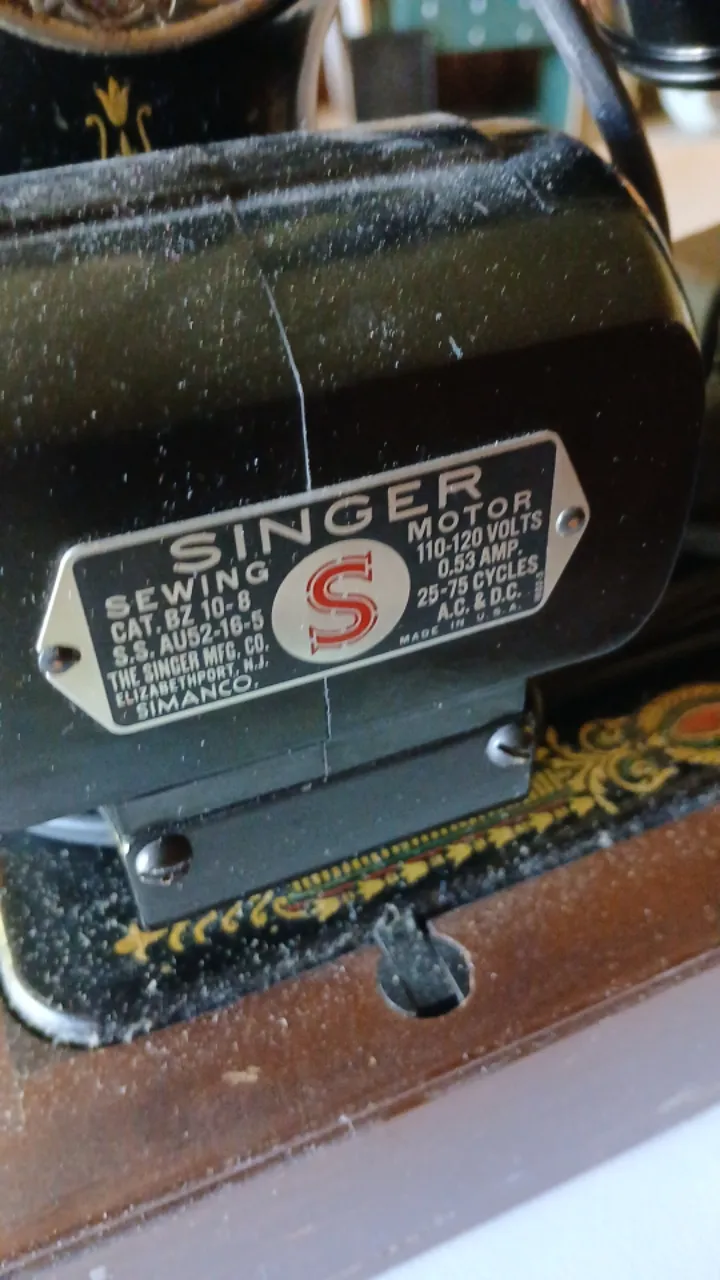 SINGER
SEWING
CAT. BZ 10-8
S.S. AU52-16-5
THE SINGER MFG. CO.
ELIZABETHPORT, N.J.
SIMANCO.
S
MOTOR
110-120 VOLTS
0.53 AMP.
25-75 CYCLES
A.C. & D.C.
MADE IN U.S.A.